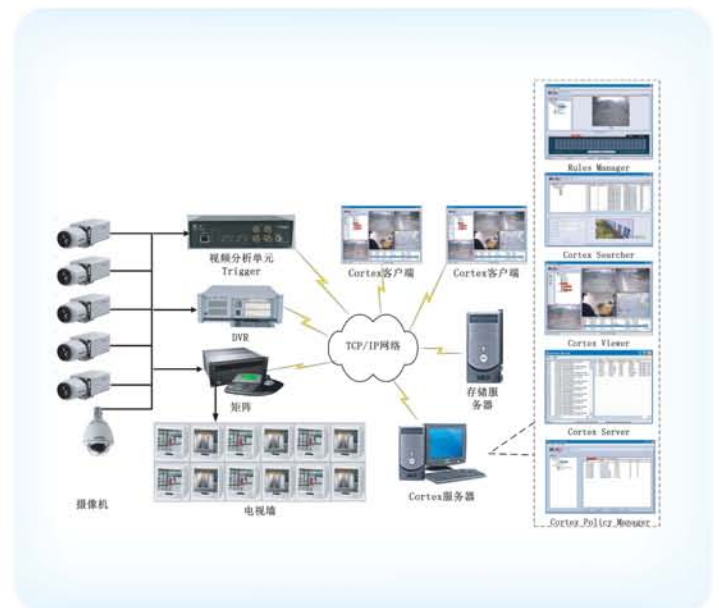 Rules Manager
Cortex Searcher
Cortex Viewer
Cortex Server
Cortex Policy Manager
视频分析单元
Trigger
Cortex客户端
Cortex客户端
DVR
TCP/IP网络
矩阵
存储服
务器
摄像机
电视墙
Cortex服务器